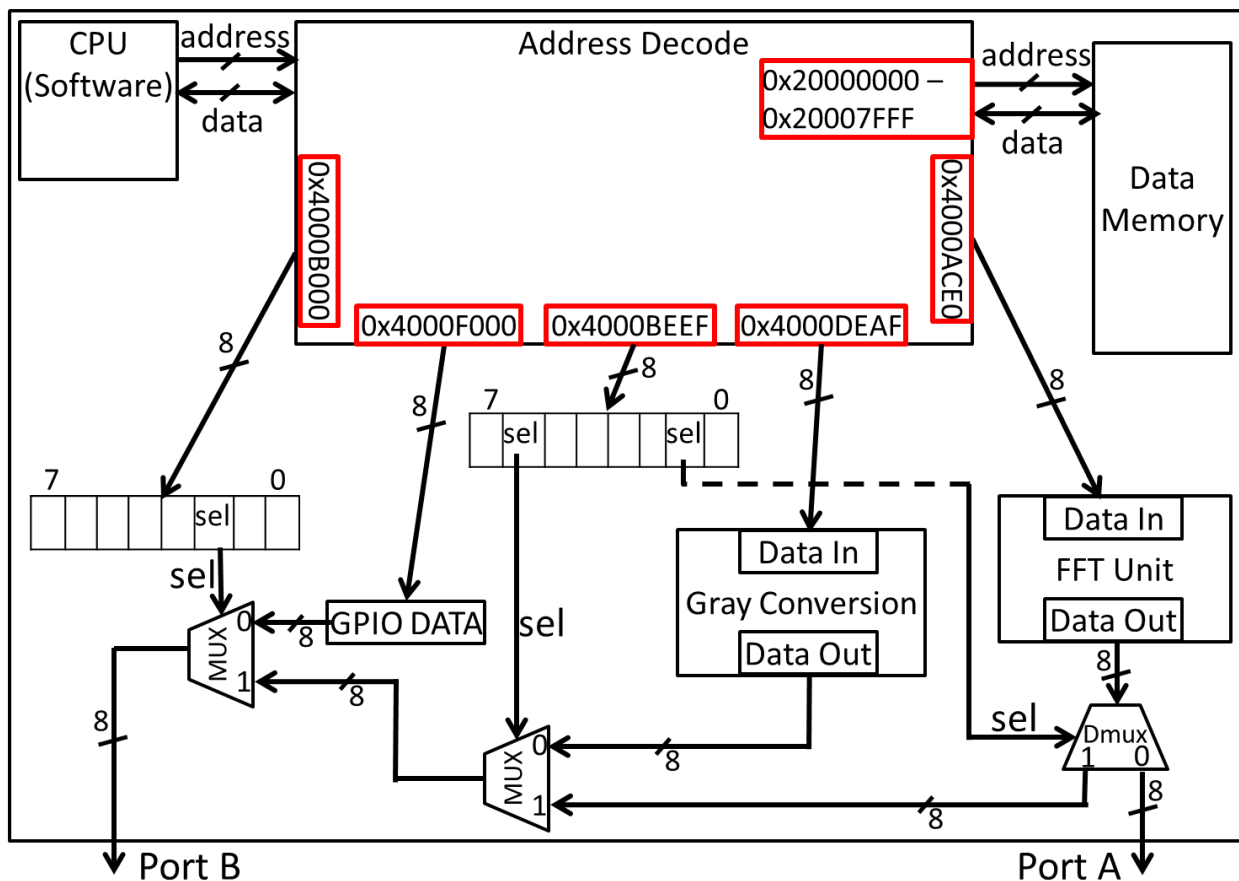 CPU
(Software)
address
data
Address Decode
0x20000000 –
0x20007FFF
address
data
Data
Memory
0x4000B000
0x4000ACE0
0x4000F000
0x4000BEEF
0x4000DEAF
8
8
8
8
8
7
0
sel
sel
7
0
sel
sel
MUX
0
1
8
GPIO DATA
8
8
sel
MUX
0
1
8
8
Data In
Gray Conversion
Data Out
Data In
FFT Unit
Data Out
8
sel
Dmux
1
0
8
Port B
Port A